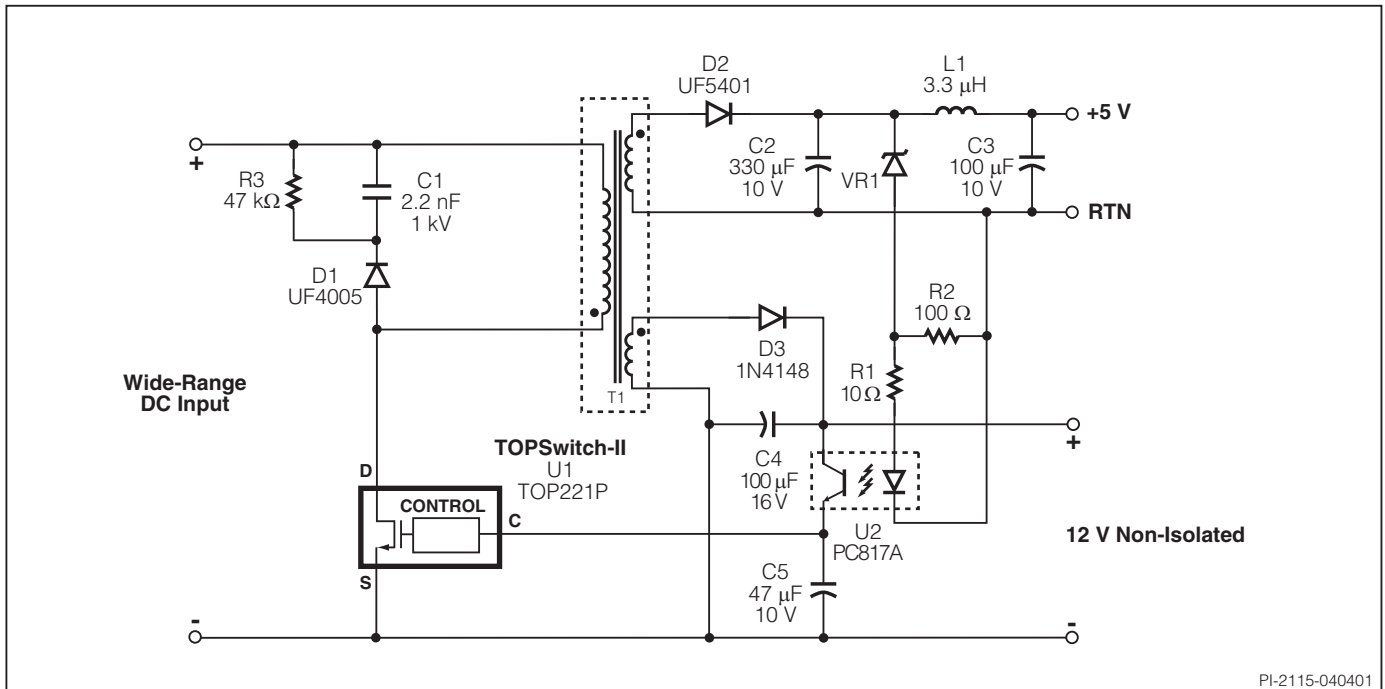 D2
UF5401
L1
3.3 μH
+5 V
C2
330 μF
10 V
VR1
C3
100 μF
10 V
RTN
+
R3
47 kΩ
C1
2.2 nF
1 kV
D1
UF4005
R2
100 Ω
D3
1N4148
R1
10Ω
T1
Wide-Range
DC Input
+
TOPSwitch-II
U1
TOP221P
D
CONTROL
C
S
C4
100 μF
16 V
U2
PC817A
12 V Non-Isolated
C5
47 μF
10 V
-
-
PI-2115-040401